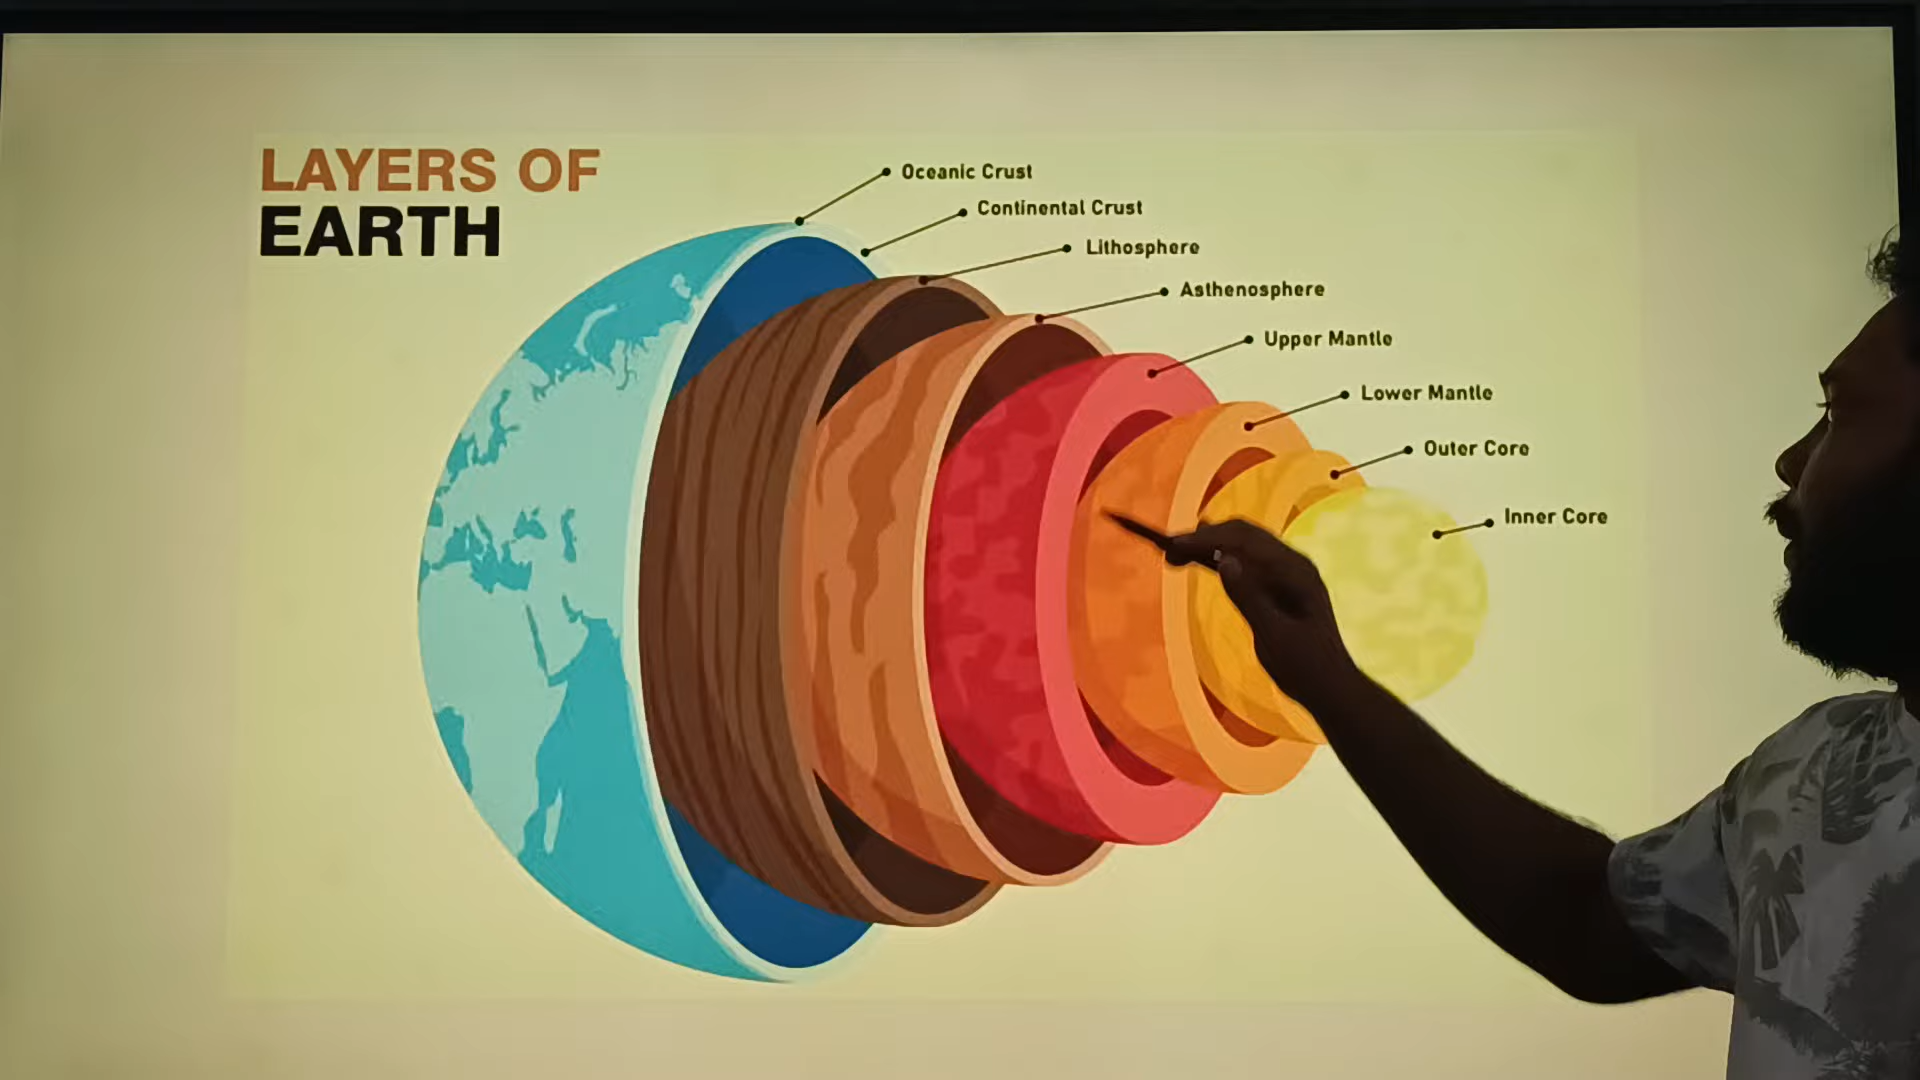 LAYERS OF
EARTH
Oceanic Crust
Continental Crust
Lithosphere
Asthenosphere
Upper Mantle
Lower Mantle
Outer Core
Inner Core